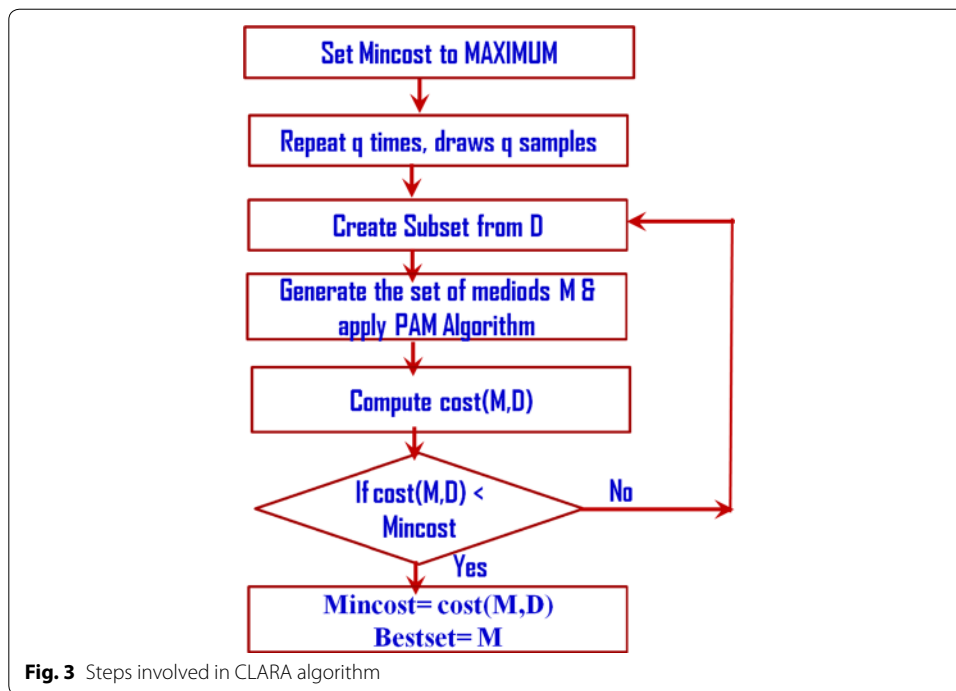 Set Mincost to MAXIMUM
Repeat q times, draws q samples
Create Subset from D
Generate the set of mediods M &
apply PAM Algorithm
Compute cost(M,D)
If cost(M,D) <
Mincost
No
Yes
Mincost= cost(M,D)
Bestset= M
Fig. 3 Steps involved in CLARA algorithm